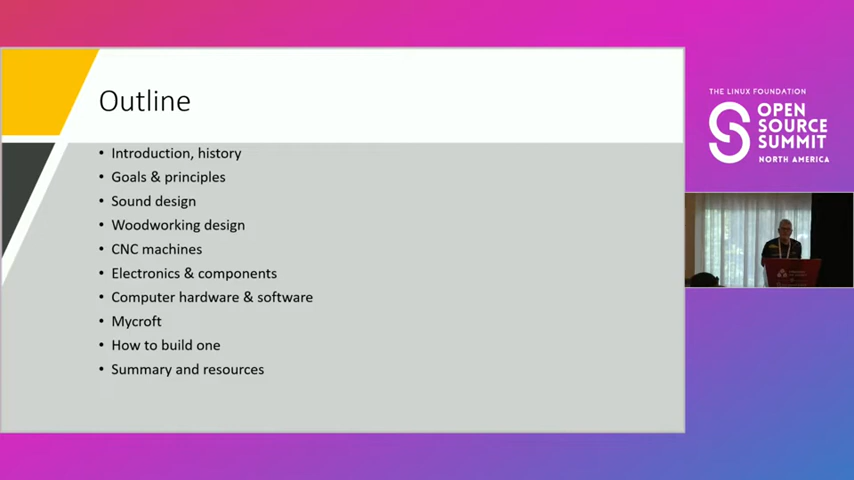 Outline
• Introduction, history
• Goals & principles
• Sound design
• Woodworking design
• CNC machines
• Electronics & components
• Computer hardware & software
• Mycroft
• How to build one
• Summary and resources
THE LINUX FOUNDATION
OPEN
SOURCE
SUMMIT
NORTH AMERICA